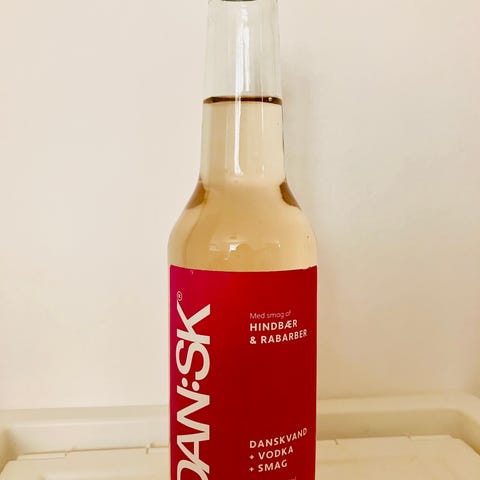 DAN·SK®
Med smag af
HINDBÆR
& RABARBER
DANSKVAND
+ VODKA
+ SMAG